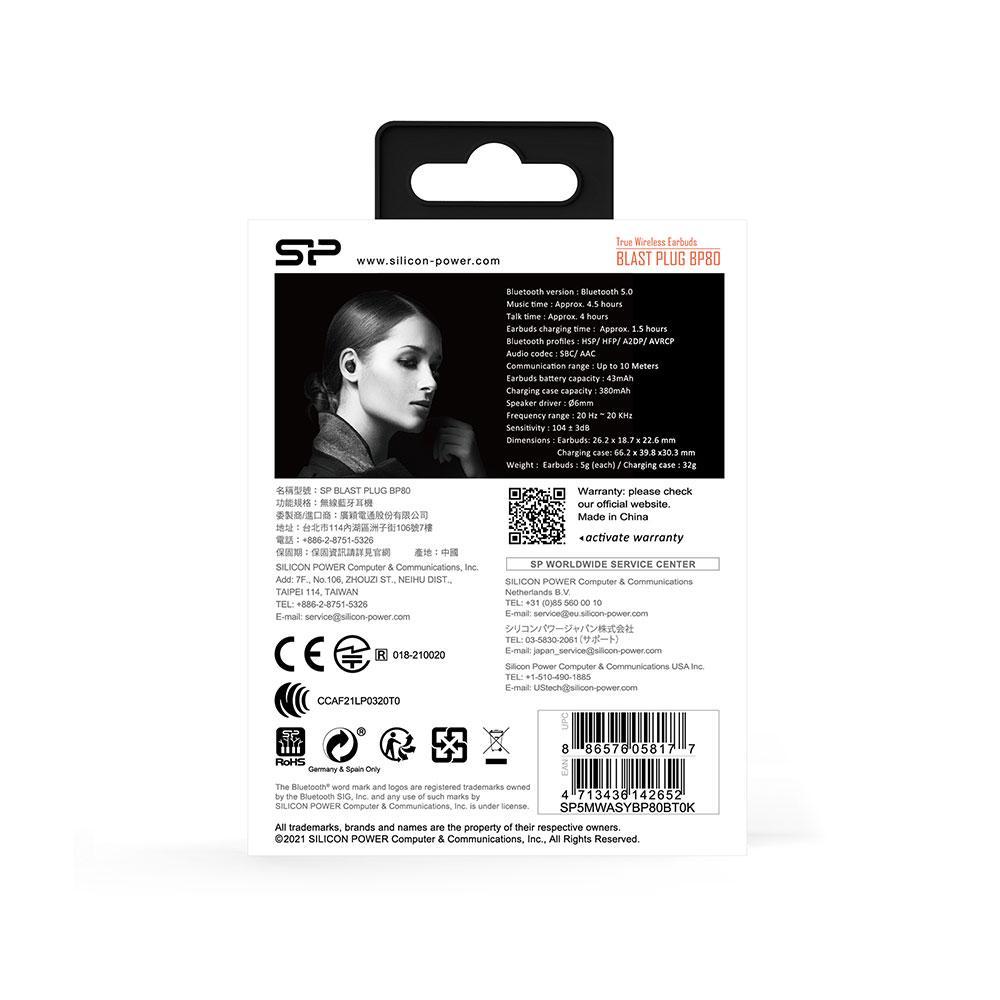 SP
www.silicon-power.com
True Wireless Earbuds
BLAST PLUG BP80
Bluetooth version : Bluetooth 5.0
Music time : Approx. 4.5 hours
Talk time : Approx. 4 hours
Earbuds charging time : Approx. 1.5 hours
Bluetooth profiles : HSP/ HFP/ A2DP/ AVRCP
Audio codec : SBC/ AAC
Communication range : Up to 10 Meters
Earbuds battery capacity : 43mAh
Charging case capacity : 380mAh
Speaker driver : Ø6mm
Frequency range : 20 Hz ~ 20 KHz
Sensitivity : 104 ± 3dB
Dimensions : Earbuds: 26.2 x 18.7 x 22.6 mm
Charging case: 66.2 x 39.8 x30.3 mm
Weight : Earbuds : 5g (each) / Charging case : 32g
名稱型號：SP BLAST PLUG BP80
功能規格：無線藍牙耳機
委製商/進口商：廣穎電通股份有限公司
地址：台北市114內湖區洲子街106號7樓
電話：+886-2-8751-5326
保固期：保固資訊請詳見官網 產地：中國
SILICON POWER Computer & Communications, Inc.
Add: 7F., No.106, ZHOUZI ST., NEIHU DIST.,
TAIPEI 114, TAIWAN
TEL: +886-2-8751-5326
E-mail: service@silicon-power.com
R 018-210020
CCAF21LP0320T0
SP
RoHS
®
Germany & Spain Only
The Bluetooth® word mark and logos are registered trademarks owned
by the Bluetooth SIG, Inc. and any use of such marks by
SILICON POWER Computer & Communications, Inc. is under license.
Warranty: please check
our official website.
Made in China
◂activate warranty
SP WORLDWIDE SERVICE CENTER
SILICON POWER Computer & Communications
Netherlands B.V.
TEL: +31 (0)85 560 00 10
E-mail: service@eu.silicon-power.com
シリコンパワージャパン株式会社
TEL: 03-5830-2061（サポート）
E-mail: japan_service@silicon-power.com
Silicon Power Computer & Communications USA Inc.
TEL: +1-510-490-1885
E-mail: UStech@silicon-power.com
UPC
8 86576 05817 7
EAN
4 713436 142652
SP5MWASYBP80BT0K
All trademarks, brands and names are the property of their respective owners.
©2021 SILICON POWER Computer & Communications, Inc., All Rights Reserved.